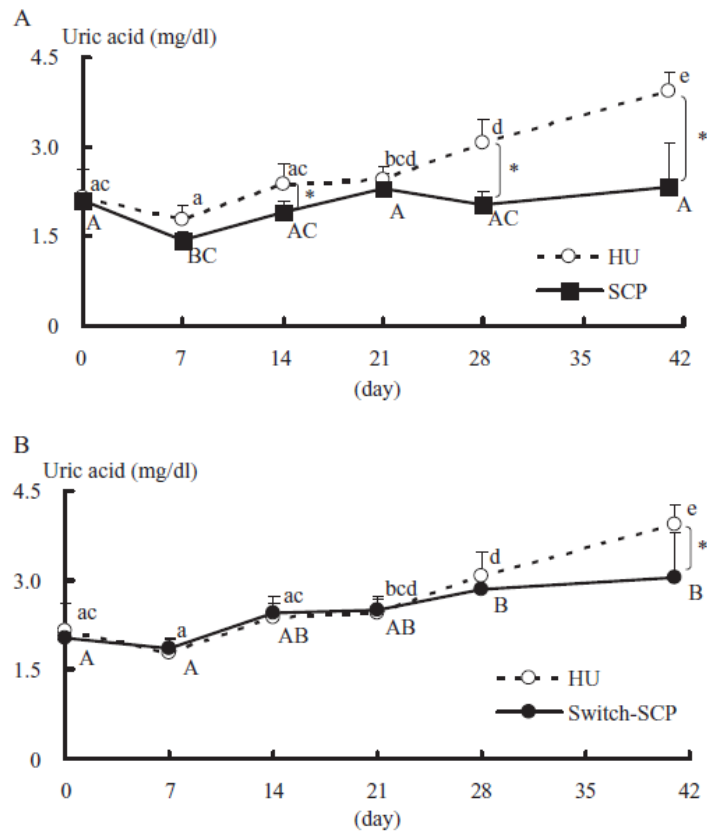 A
Uric acid (mg/dl)
4.5
e
d
*
3.0
ac
bcd
*
ac
a
*
A
A
AC
AC
A
1.5
BC
HU
SCP
0
0 7 14 21 28 35 42
(day)
B
Uric acid (mg/dl)
4.5
e
d
*
3.0
ac
bcd
ac
B
B
a
AB
AB
A
A
1.5
HU
Switch-SCP
0
0 7 14 21 28 35 42
(day)